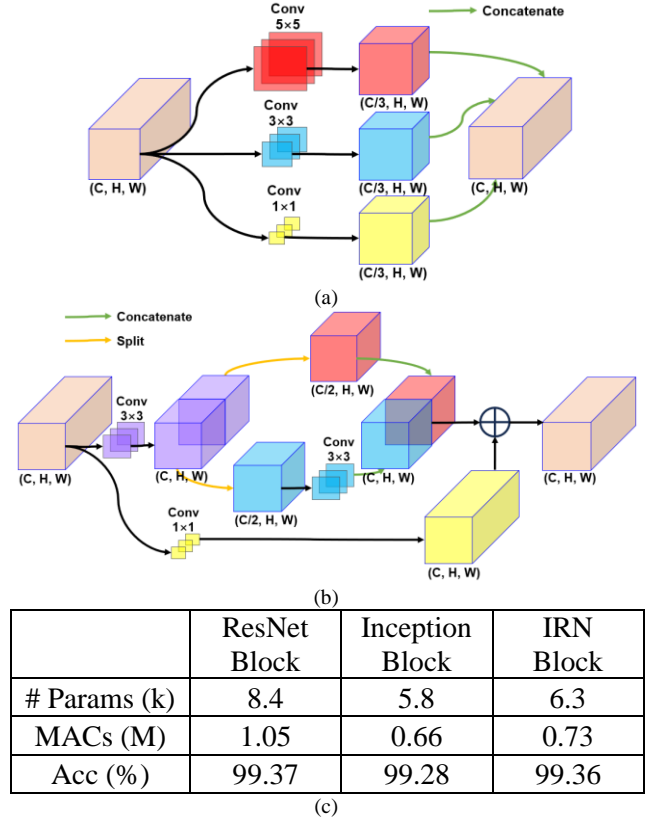 Conv
5×5
Concatenate
(C, H, W)
(C/3, H, W)
Conv
3×3
(C/3, H, W)
(C, H, W)
Conv
1×1
(C/3, H, W)
(a)
Concatenate
Split
(C/2, H, W)
Conv
3×3
(C, H, W)
(C, H, W)
(C/2, H, W)
Conv
3×3
(C, H, W)
(C, H, W)
Conv
1×1
(C, H, W)
(b)
ResNet Block Inception Block IRN Block
# Params (k) 8.4 5.8 6.3
MACs (M) 1.05 0.66 0.73
Acc (%) 99.37 99.28 99.36
(c)